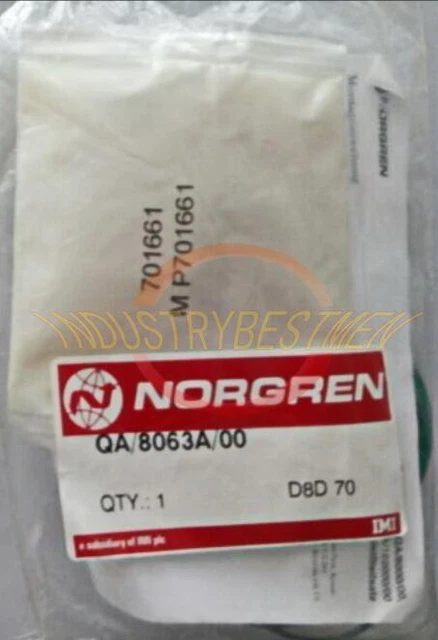 NORGREN
701661
M P701661
INDUSTRYBESTMEN
NORGREN
QA/8063A/00
QTY.: 1
D8D 70
IMI
a subsidiary of IMI plc